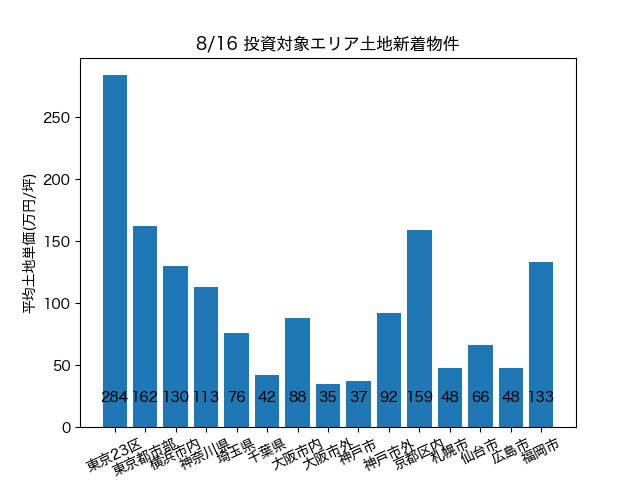 8/16 投資対象エリア土地新着物件
平均土地単価(万円/坪)
250
200
150
100
50
0
284 162 130 113 76 42 88 35 37 92 159 48 66 48 133
東京23区 東京都市部 横浜市内 神奈川県 埼玉県 千葉県 大阪市内 大阪市外 神戸市 神戸市外 京都区内 札幌市 仙台市 広島市 福岡市